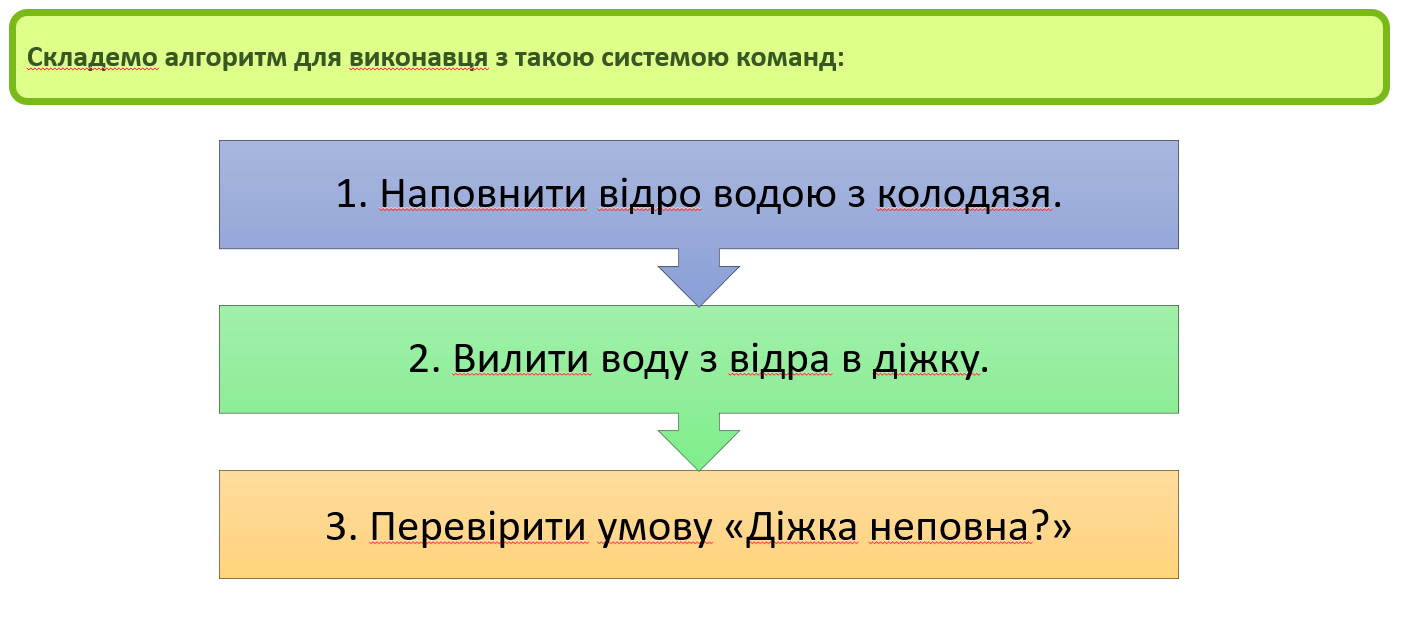 Складемо алгоритм для виконавця з такою системою команд:
1. Наповнити відро водою з колодязя.
2. Вилити воду з відра в діжку.
3. Перевірити умову «Діжка неповна?»